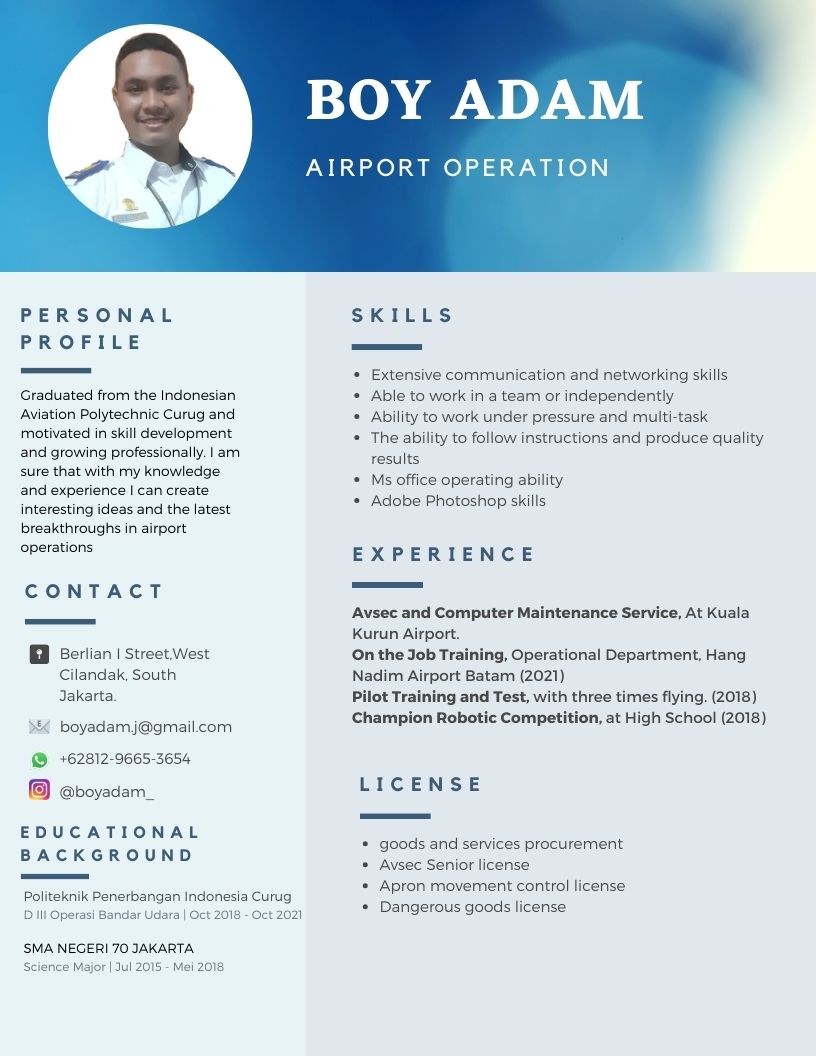 BOY ADAM
AIRPORT OPERATION
PERSONAL
PROFILE
Graduated from the Indonesian
Aviation Polytechnic Curug and
motivated in skill development
and growing professionally. I am
sure that with my knowledge
and experience I can create
interesting ideas and the latest
breakthroughs in airport
operations
CONTACT
Berlian I Street,West
Cilandak, South
Jakarta.
boyadam.j@gmail.com
+62812-9665-3654
@boyadam_
EDUCATIONAL
BACKGROUND
Politeknik Penerbangan Indonesia Curug
D III Operasi Bandar Udara | Oct 2018 - Oct 2021
SMA NEGERI 70 JAKARTA
Science Major | Jul 2015 - Mei 2018
SKILLS
• Extensive communication and networking skills
• Able to work in a team or independently
• Ability to work under pressure and multi-task
• The ability to follow instructions and produce quality
results
• Ms office operating ability
• Adobe Photoshop skills
EXPERIENCE
Avsec and Computer Maintenance Service, At Kuala
Kurun Airport.
On the Job Training, Operational Department, Hang
Nadim Airport Batam (2021)
Pilot Training and Test, with three times flying. (2018)
Champion Robotic Competition, at High School (2018)
LICENSE
• goods and services procurement
• Avsec Senior license
• Apron movement control license
• Dangerous goods license